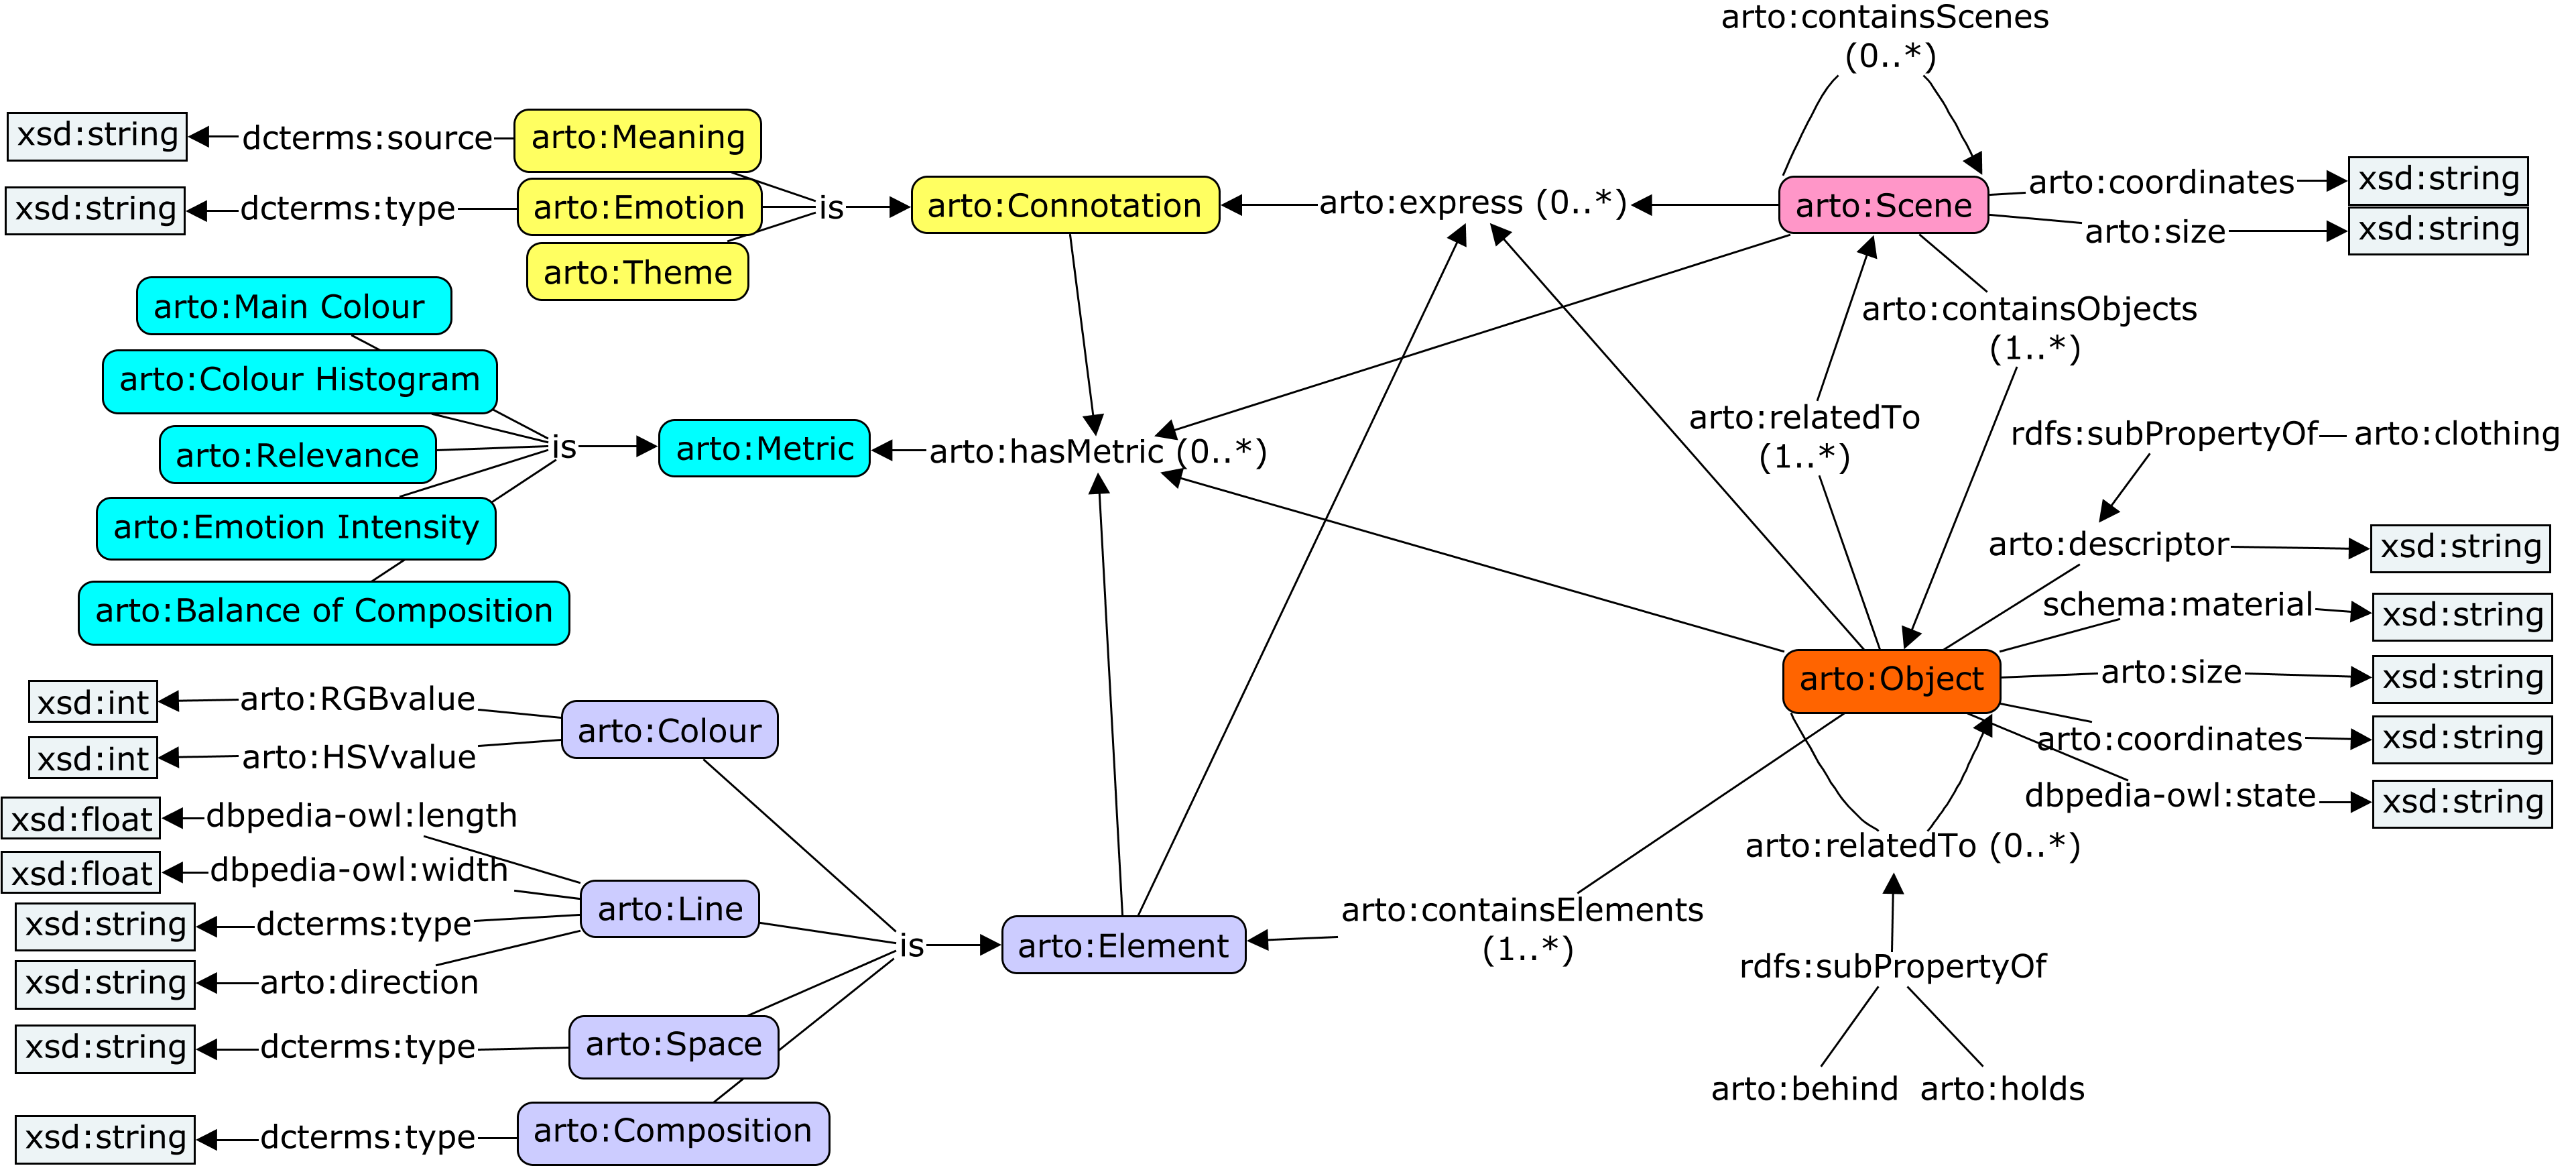 arto:containsScenes
(0..*)
xsd:string
dcterms:source
arto:Meaning
xsd:string
dcterms:type
arto:Emotion
is
arto:Connotation
arto:express (0..*)
arto:Scene
arto:coordinates
xsd:string
arto:size
xsd:string
arto:Theme
arto:Main Colour
arto:containsObjects
(1..*)
arto:Colour Histogram
arto:Relevance
is
arto:Metric
arto:hasMetric (0..*)
arto:relatedTo
(1..*)
rdfs:subPropertyOf
arto:clothing
arto:Emotion Intensity
arto:descriptor
xsd:string
arto:Balance of Composition
schema:material
xsd:string
arto:Object
arto:size
xsd:string
xsd:int
arto:RGBvalue
arto:Colour
arto:coordinates
xsd:string
xsd:int
arto:HSVvalue
dbpedia-owl:state
xsd:string
xsd:float
dbpedia-owl:length
arto:relatedTo (0..*)
xsd:float
dbpedia-owl:width
arto:Line
xsd:string
dcterms:type
is
arto:Element
arto:containsElements
(1..*)
xsd:string
arto:direction
rdfs:subPropertyOf
xsd:string
dcterms:type
arto:Space
arto:behind
arto:holds
xsd:string
dcterms:type
arto:Composition